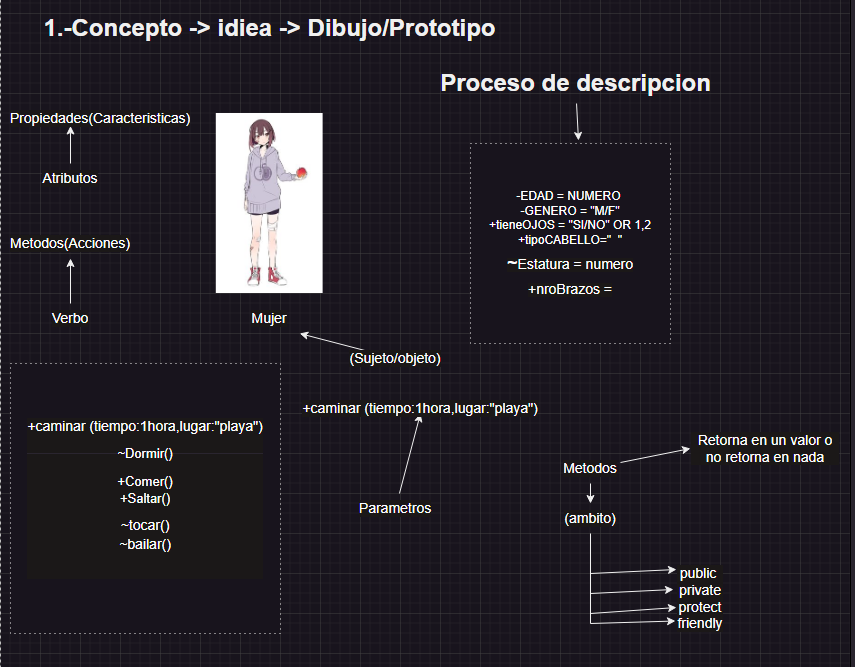 1.-Concepto -> idiea -> Dibujo/Prototipo
Proceso de descripcion
Propiedades(Caracteristicas)
Atributos
Metodos(Acciones)
Verbo
Mujer
(Sujeto/objeto)
-EDAD = NUMERO
-GENERO = "M/F"
+tieneOJOS = "SI/NO" OR 1,2
+tipoCABELLO=" "
~Estatura = numero
+nroBrazos =
+caminar (tiempo:1hora,lugar:"playa")
~Dormir()
+Comer()
+Saltar()
~tocar()
~bailar()
+caminar (tiempo:1hora,lugar:"playa")
Parametros
Metodos
Retorna en un valor o
no retorna en nada
(ambito)
public
private
protect
friendly